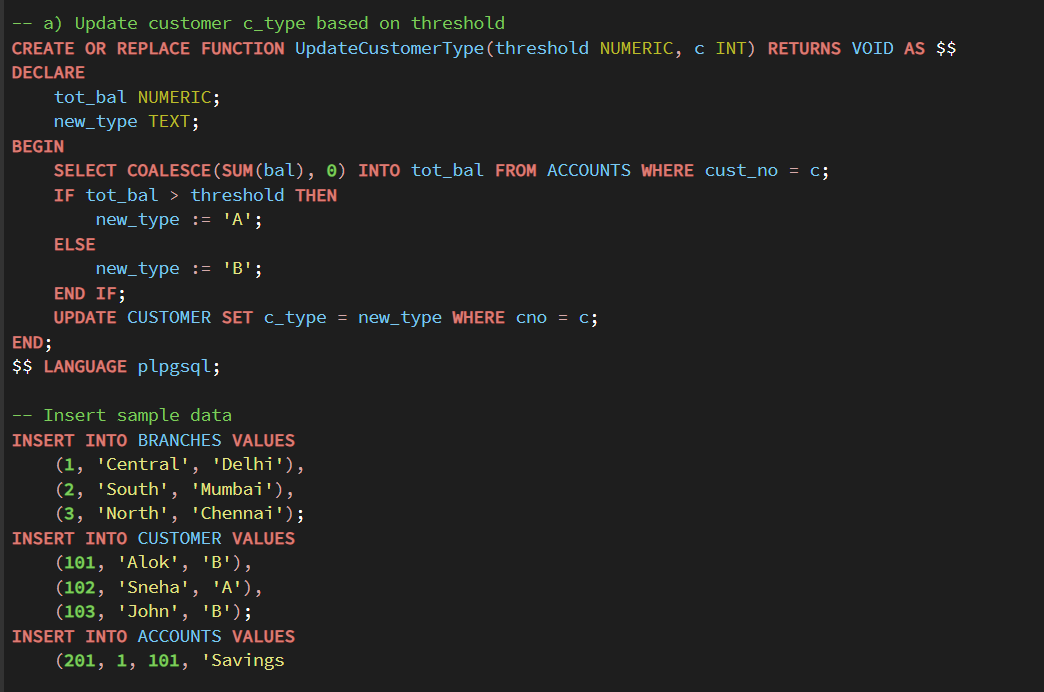 -- a) Update customer c_type based on threshold
CREATE OR REPLACE FUNCTION UpdateCustomerType(threshold NUMERIC, c INT) RETURNS VOID AS $$
DECLARE
    tot_bal NUMERIC;
    new_type TEXT;
BEGIN
    SELECT COALESCE(SUM(bal), 0) INTO tot_bal FROM ACCOUNTS WHERE cust_no = c;
    IF tot_bal > threshold THEN
        new_type := 'A';
    ELSE
        new_type := 'B';
    END IF;
    UPDATE CUSTOMER SET c_type = new_type WHERE cno = c;
END;
$$ LANGUAGE plpgsql;

-- Insert sample data
INSERT INTO BRANCHES VALUES
    (1, 'Central', 'Delhi'),
    (2, 'South', 'Mumbai'),
    (3, 'North', 'Chennai');
INSERT INTO CUSTOMER VALUES
    (101, 'Alok', 'B'),
    (102, 'Sneha', 'A'),
    (103, 'John', 'B');
INSERT INTO ACCOUNTS VALUES
    (201, 1, 101, 'Savings